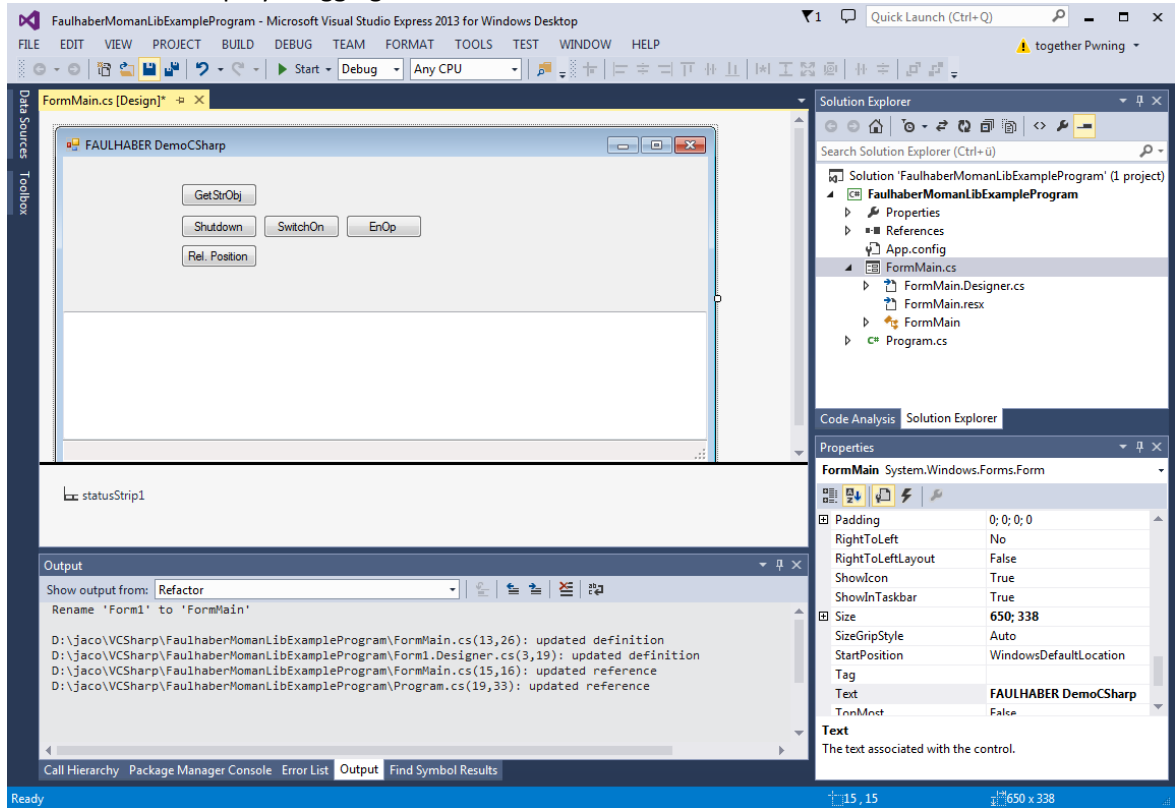 FaulhaberMomanLibExampleProgram - Microsoft Visual Studio Express 2013 for Windows Desktop
1
Quick Launch (Ctrl+Q)
FILE EDIT VIEW PROJECT BUILD DEBUG TEAM FORMAT TOOLS TEST WINDOW HELP
together Pwning
Start Debug Any CPU
Data Sources
Toolbox
FormMain.cs [Design]*
FAULHABER DemoCSharp
GetStrObj
Shutdown SwitchOn EnOp
Rel. Position
statusStrip1
Output
Show output from: Refactor
Rename 'Form1' to 'FormMain'
D:\jaco\VCSharp\FaulhaberMomanLibExampleProgram\FormMain.cs(13,26): updated definition
D:\jaco\VCSharp\FaulhaberMomanLibExampleProgram\Form1.Designer.cs(3,19): updated definition
D:\jaco\VCSharp\FaulhaberMomanLibExampleProgram\FormMain.cs(15,16): updated reference
D:\jaco\VCSharp\FaulhaberMomanLibExampleProgram\Program.cs(19,33): updated reference
Call Hierarchy Package Manager Console Error List Output Find Symbol Results
Solution Explorer
Search Solution Explorer (Ctrl+ü)
Solution 'FaulhaberMomanLibExampleProgram' (1 project)
FaulhaberMomanLibExampleProgram
Properties
References
App.config
FormMain.cs
FormMain.Designer.cs
FormMain.resx
FormMain
C# Program.cs
Code Analysis Solution Explorer
Properties
FormMain System.Windows.Forms.Form
Padding 0; 0; 0; 0
RightToLeft No
RightToLeftLayout False
ShowIcon True
ShowInTaskbar True
Size 650; 338
SizeGripStyle Auto
StartPosition WindowsDefaultLocation
Tag
Text FAULHABER DemoCSharp
TopMost False
Text
The text associated with the control.
Ready
15 , 15
650 x 338